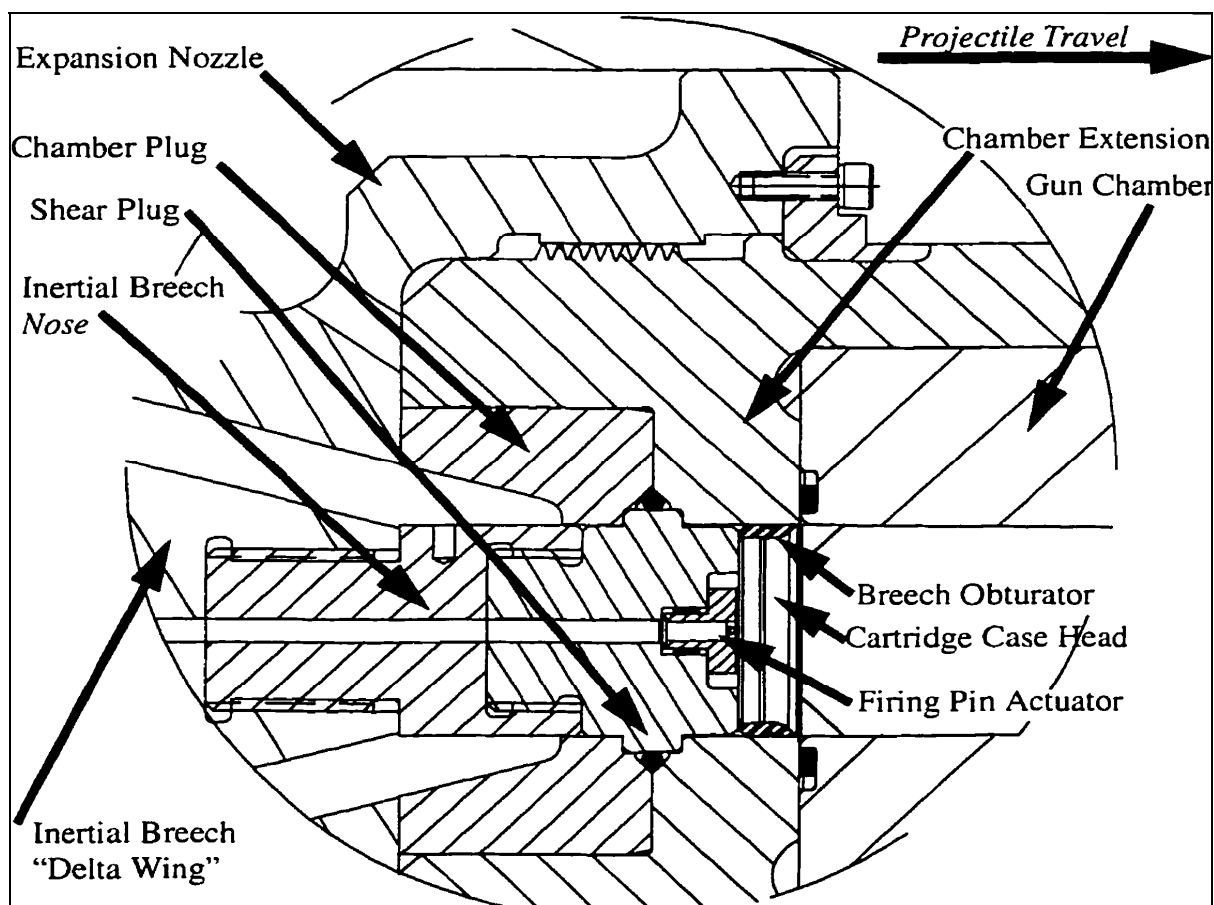 Projectile Travel
Expansion Nozzle
Chamber Plug
Shear Plug
Inertial Breech
Nose
Chamber Extension
Gun Chamber
Breech Obturator
Cartridge Case Head
Firing Pin Actuator
Inertial Breech
“Delta Wing”